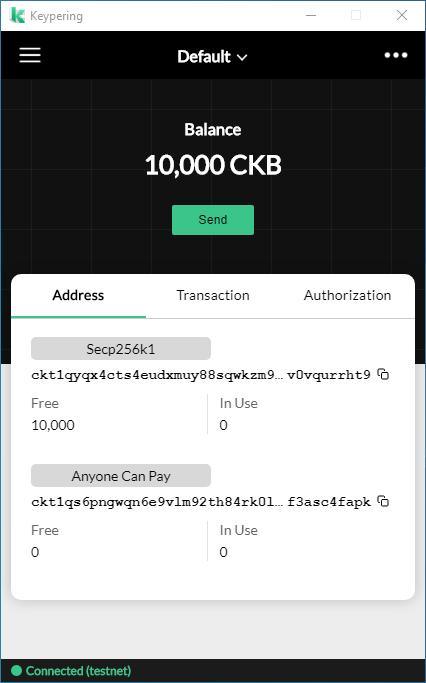 Keypering
Default
Balance
10,000 CKB
Send
Address Transaction Authorization
Secp256k1
ckt1qyqx4cts4eudxmuy88sqwkzm9... v0vqurrht9
Free In Use
10,000 0
Anyone Can Pay
ckt1qs6pngwqn6e9vlm92th84rk0l... f3asc4fapk
Free In Use
0 0
Connected (testnet)